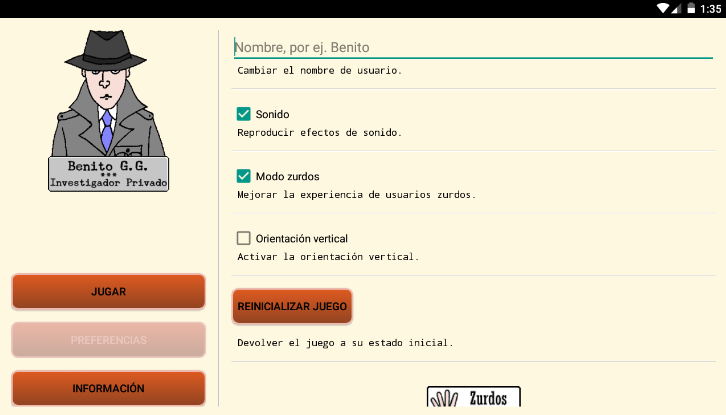 1:35
Benito G.G.
***
Investigador Privado
JUGAR
PREFERENCIAS
INFORMACIÓN
Nombre, por ej. Benito
Cambiar el nombre de usuario.
Sonido
Reproducir efectos de sonido.
Modo zurdos
Mejorar la experiencia de usuarios zurdos.
Orientación vertical
Activar la orientación vertical.
REINICIALIZAR JUEGO
Devolver el juego a su estado inicial.
Zurdos